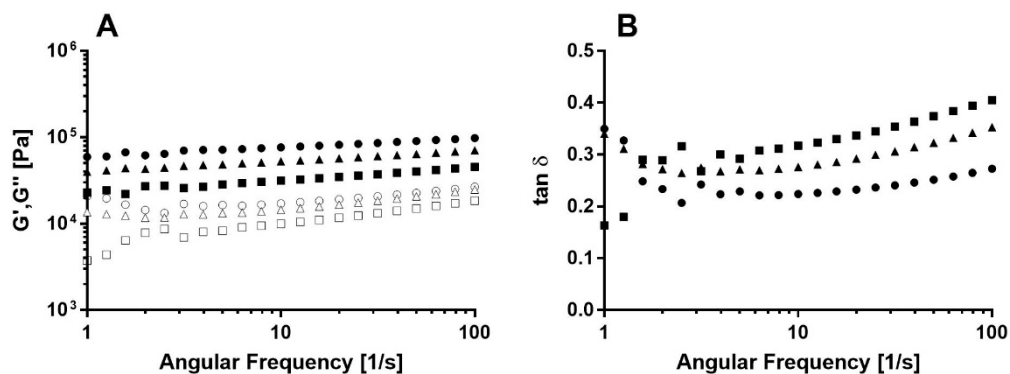 A
G',G'' [Pa]
10⁶
10⁵
10⁴
10³
1
10
100
Angular Frequency [1/s]
B
tan δ
0.5
0.4
0.3
0.2
0.1
0.0
1
10
100
Angular Frequency [1/s]